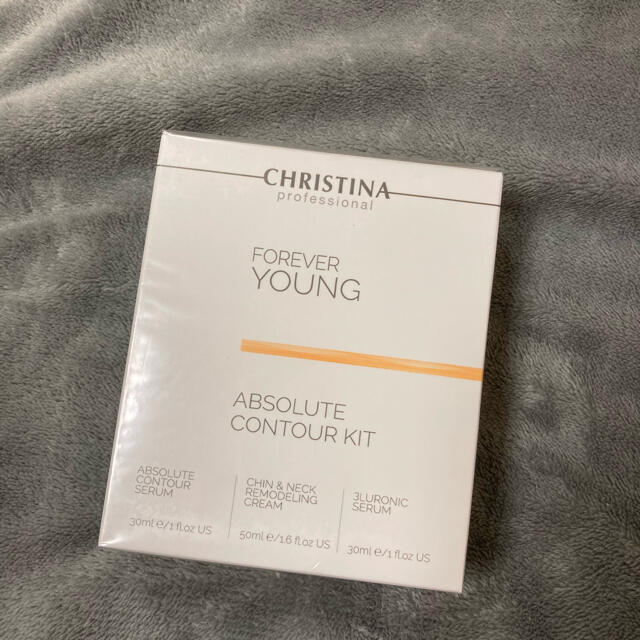 CHRISTINA
professional
FOREVER
YOUNG
ABSOLUTE
CONTOUR KIT
ABSOLUTE
CONTOUR
SERUM
30ml e/1 fl.oz US
CHIN & NECK
REMODELING
CREAM
50ml e/1.6 fl.oz US
3LURONIC
SERUM
30ml e/1 fl.oz US